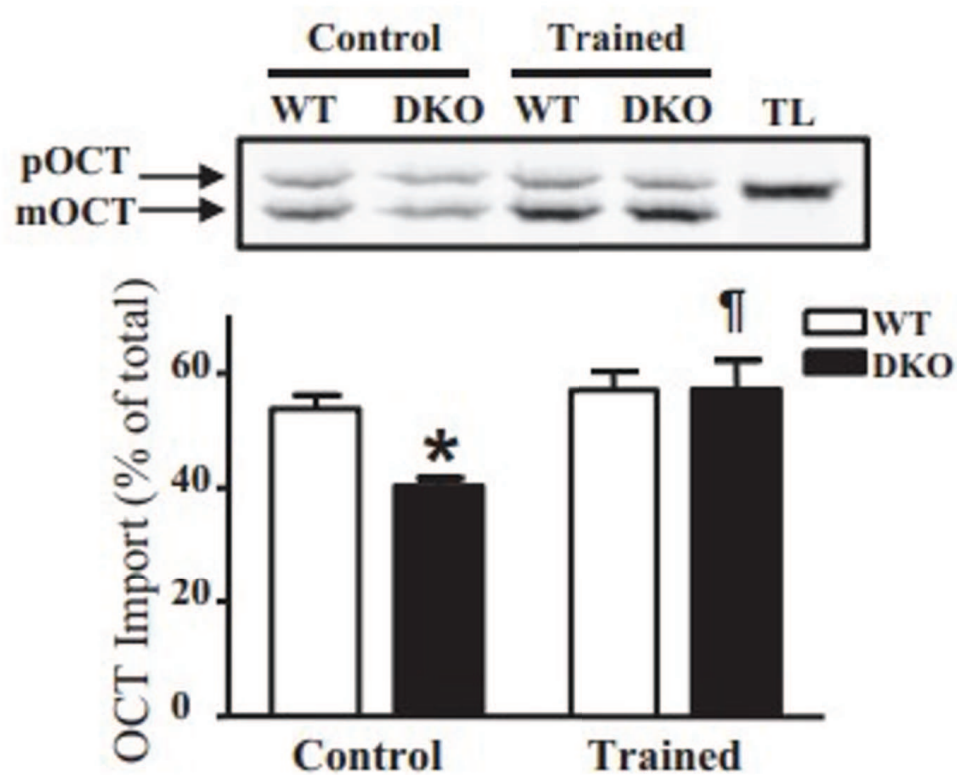 Control Trained
WT DKO WT DKO TL
pOCT
mOCT
OCT Import (% of total)
¶
WT
DKO
60
*
40
20
0
Control Trained